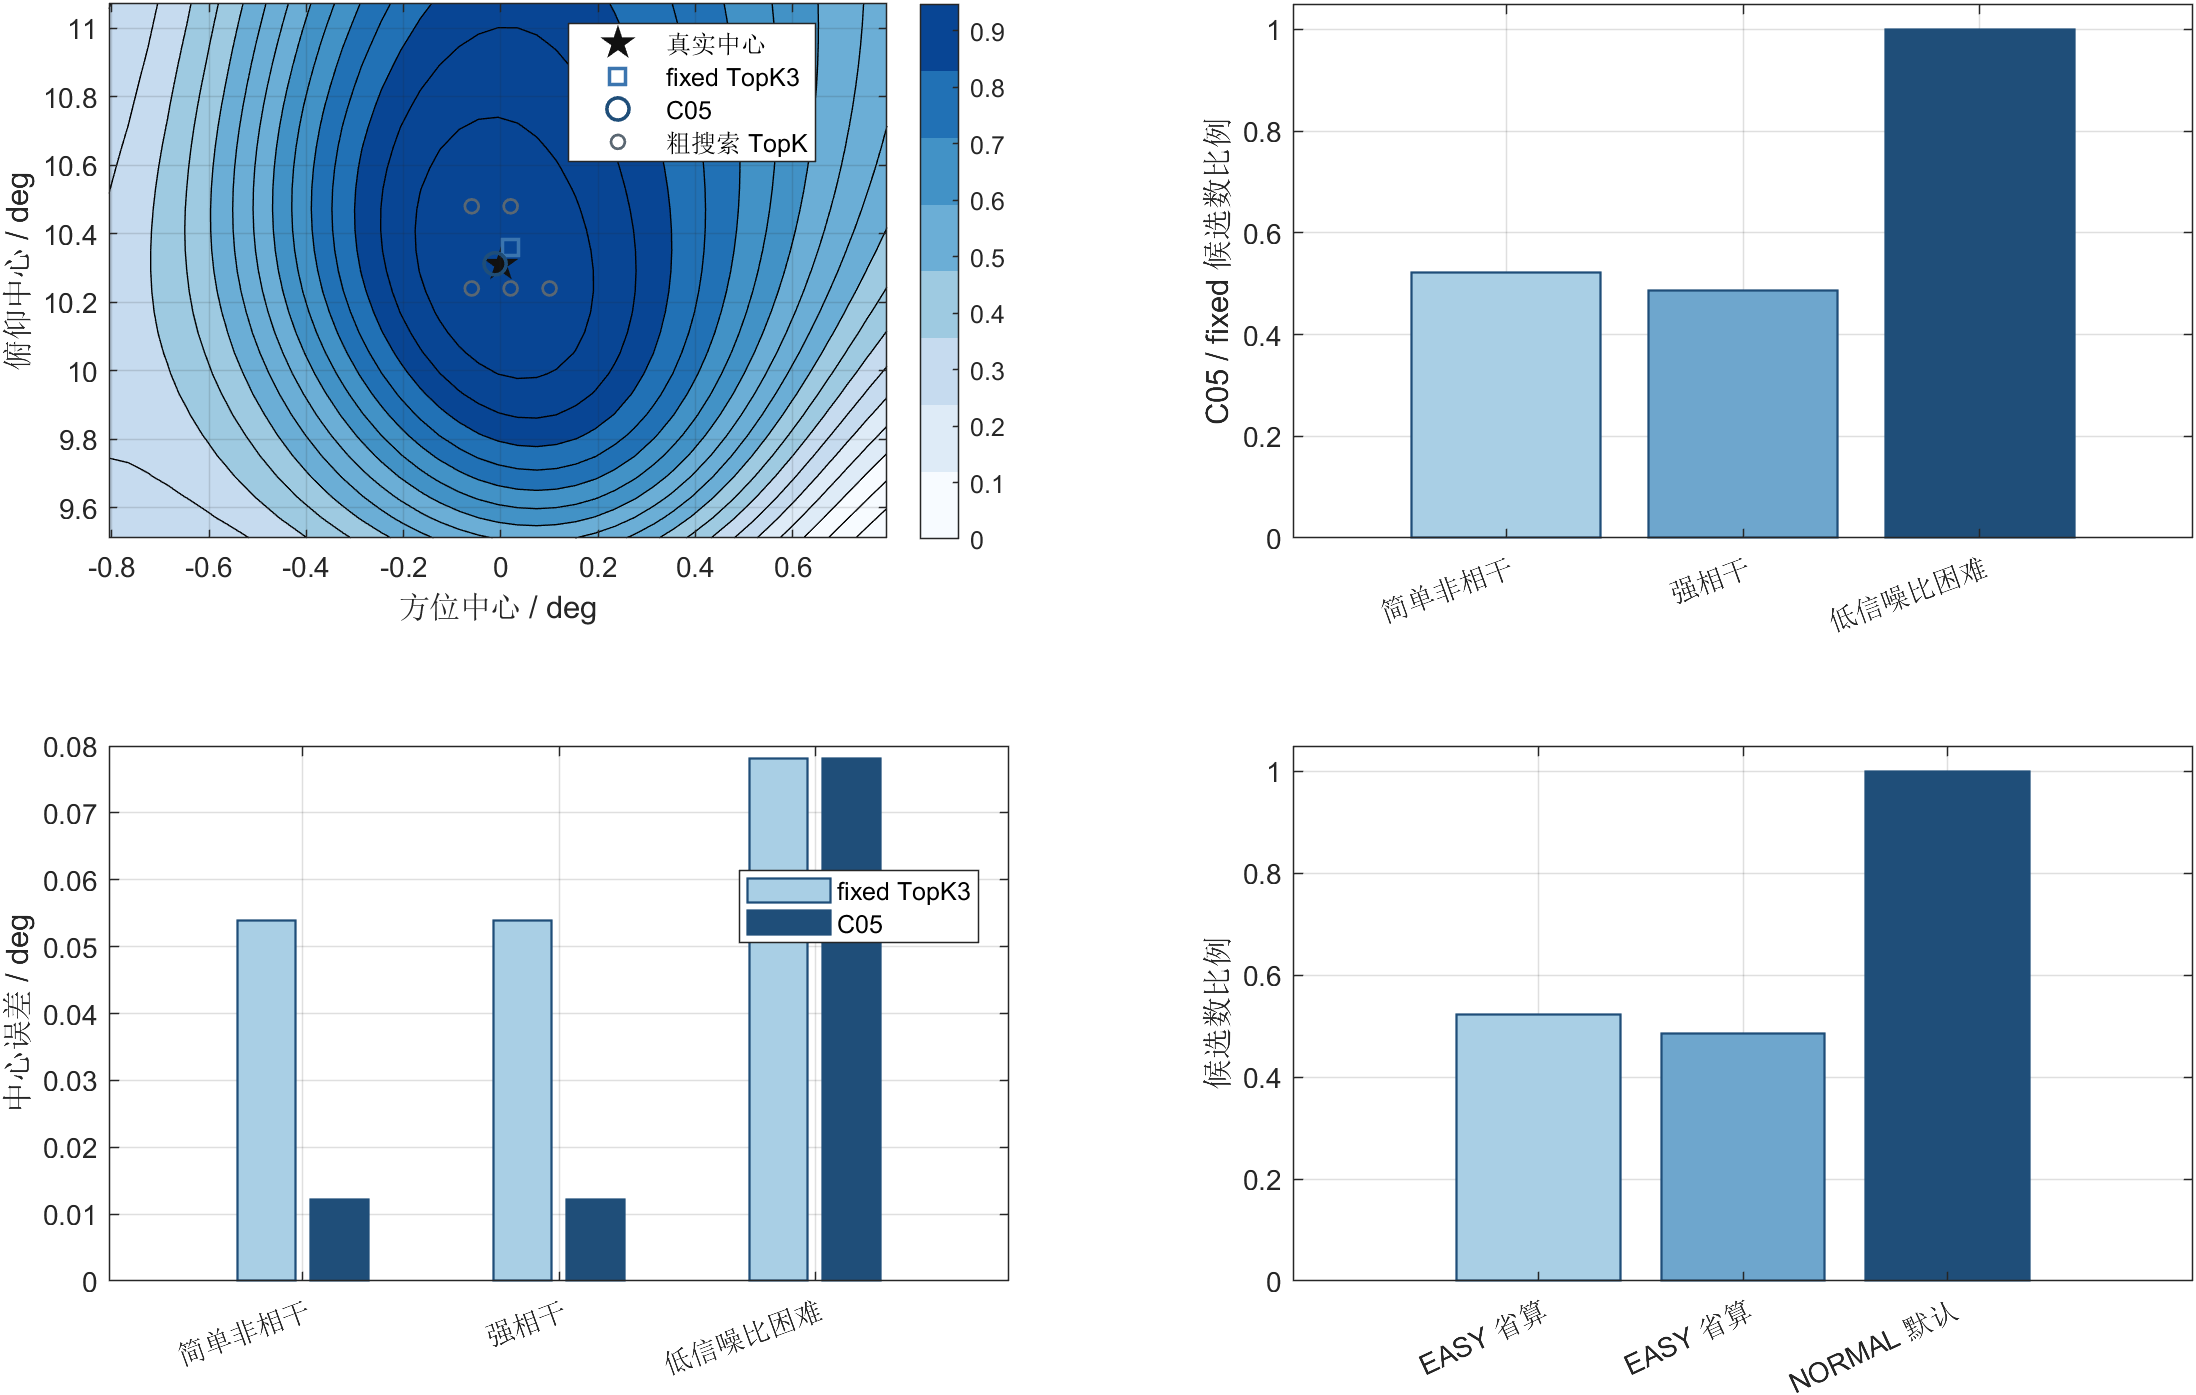 11
10.8
10.6
10.4
10.2
10
9.8
9.6
俯仰中心 / deg
-0.8
-0.6
-0.4
-0.2
0
0.2
0.4
0.6
方位中心 / deg
真实中心
fixed TopK3
C05
粗搜索 TopK
0.9
0.8
0.7
0.6
0.5
0.4
0.3
0.2
0.1
0
1
0.8
0.6
0.4
0.2
0
C05 / fixed 候选数比例
简单非相干
强相干
低信噪比困难
0.08
0.07
0.06
0.05
0.04
0.03
0.02
0.01
0
中心误差 / deg
fixed TopK3
C05
简单非相干
强相干
低信噪比困难
1
0.8
0.6
0.4
0.2
0
候选数比例
EASY 省算
EASY 省算
NORMAL 默认